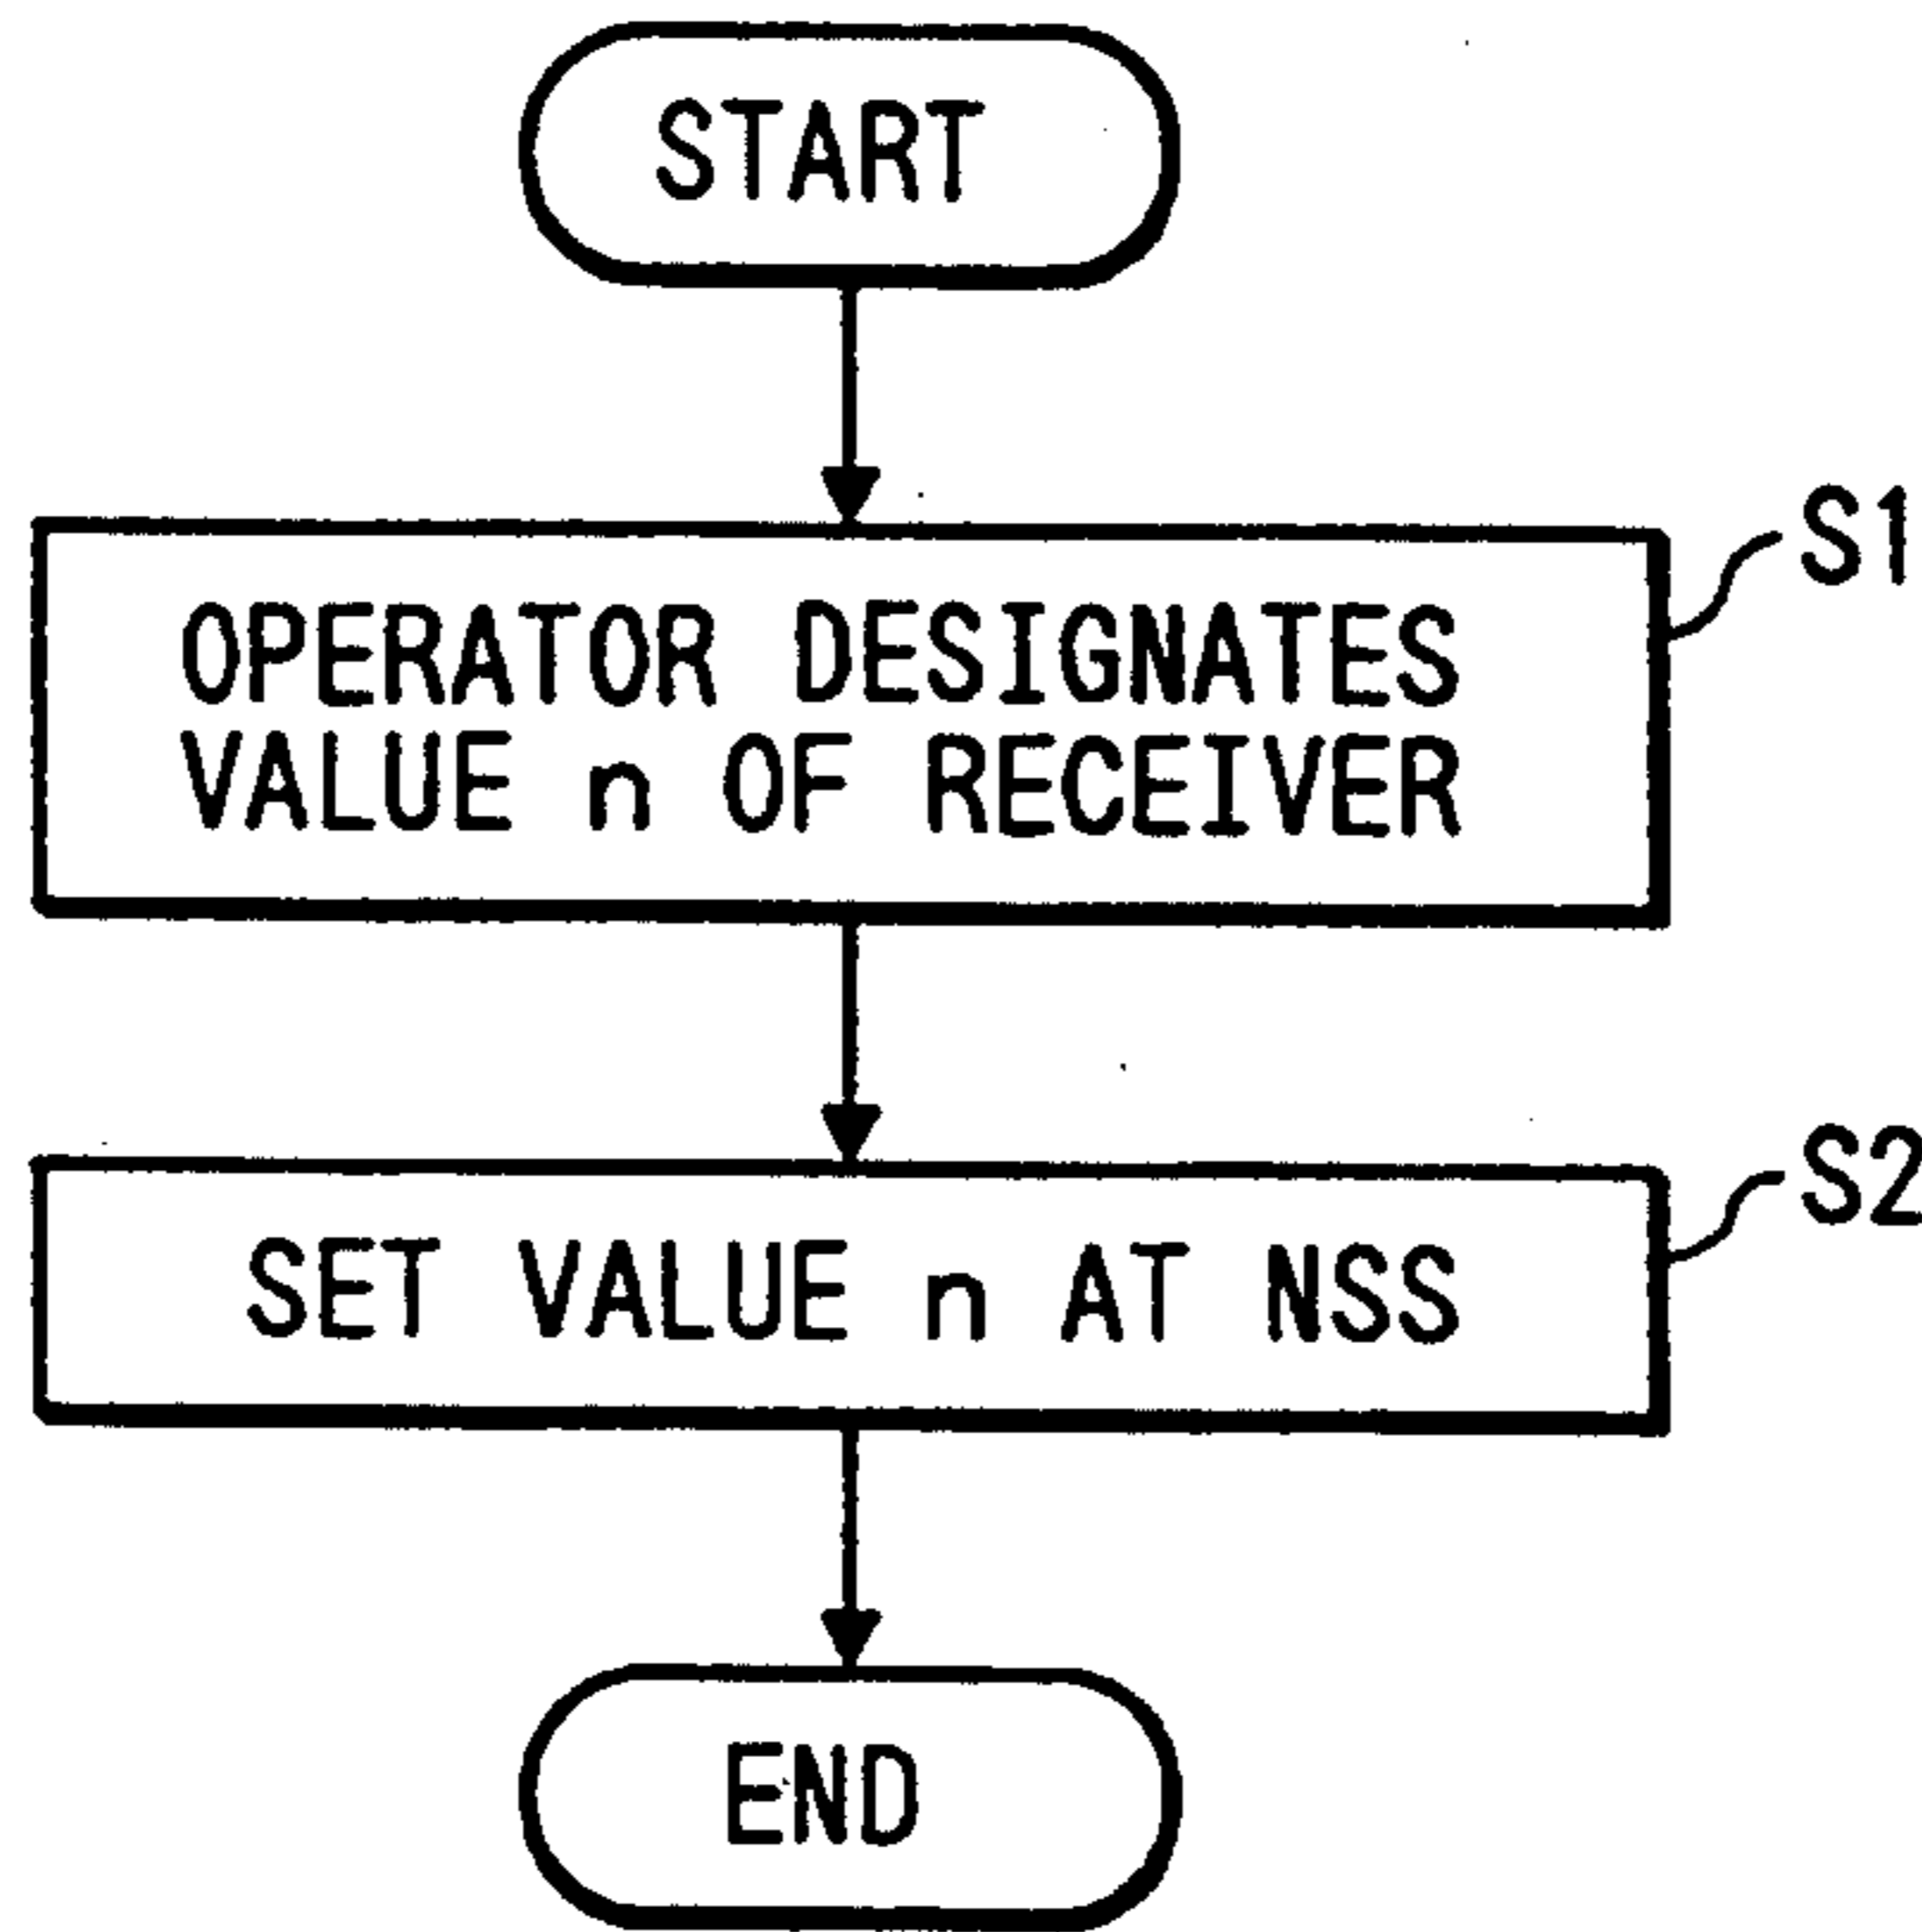 START
S1
OPERATOR DESIGNATES
VALUE n OF RECEIVER
S2
SET VALUE n AT NSS
END